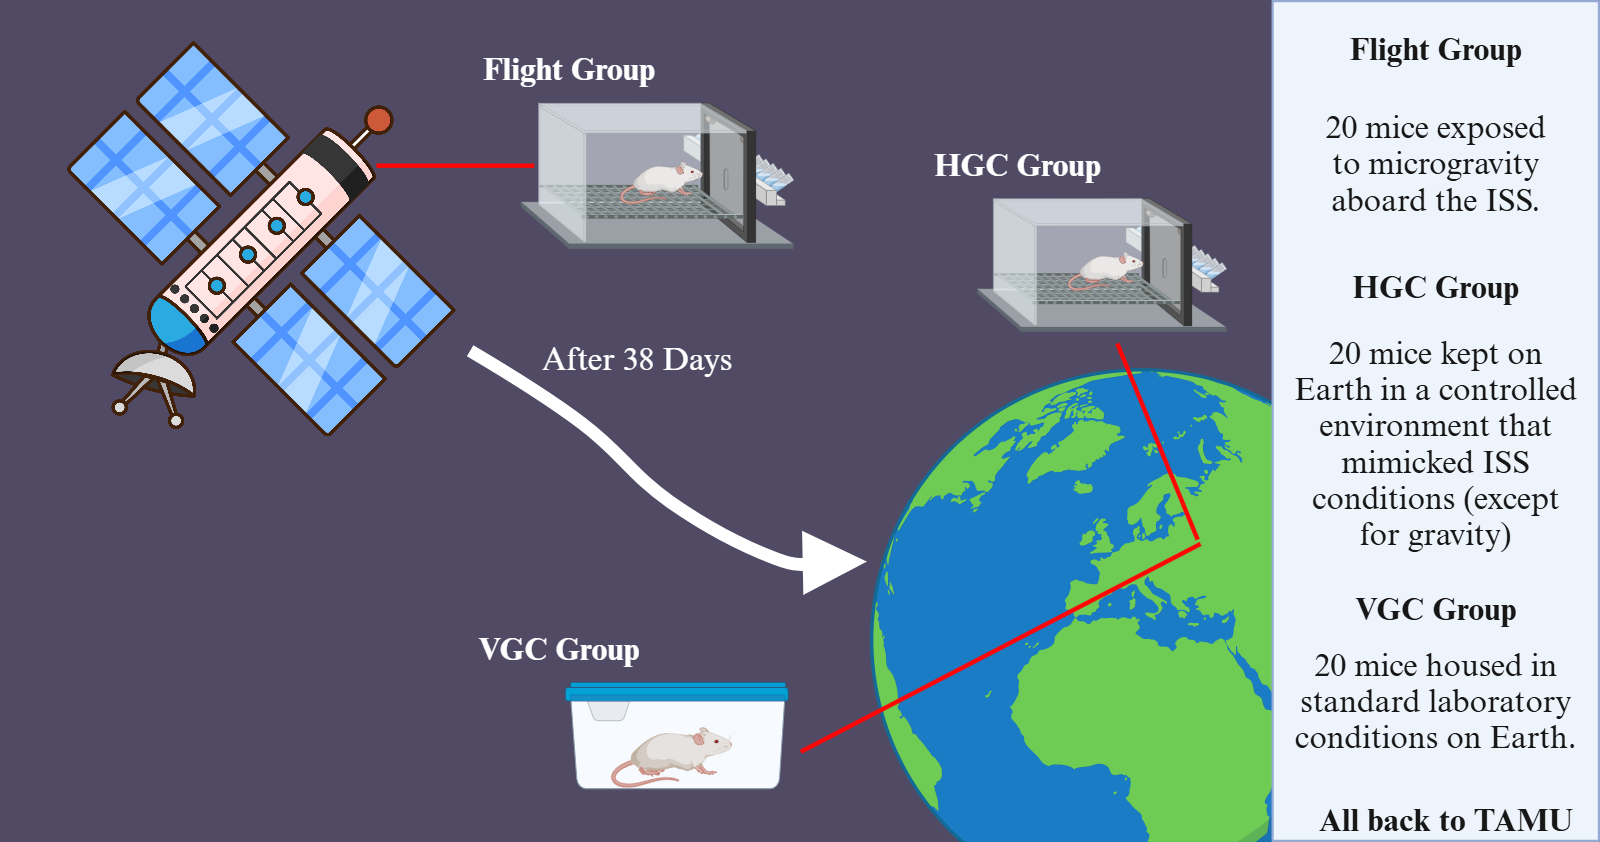 Flight Group
HGC Group
After 38 Days
VGC Group
Flight Group
20 mice exposed
to microgravity
aboard the ISS.
HGC Group
20 mice kept on
Earth in a controlled
environment that
mimicked ISS
conditions (except
for gravity)
VGC Group
20 mice housed in
standard laboratory
conditions on Earth.
All back to TAMU